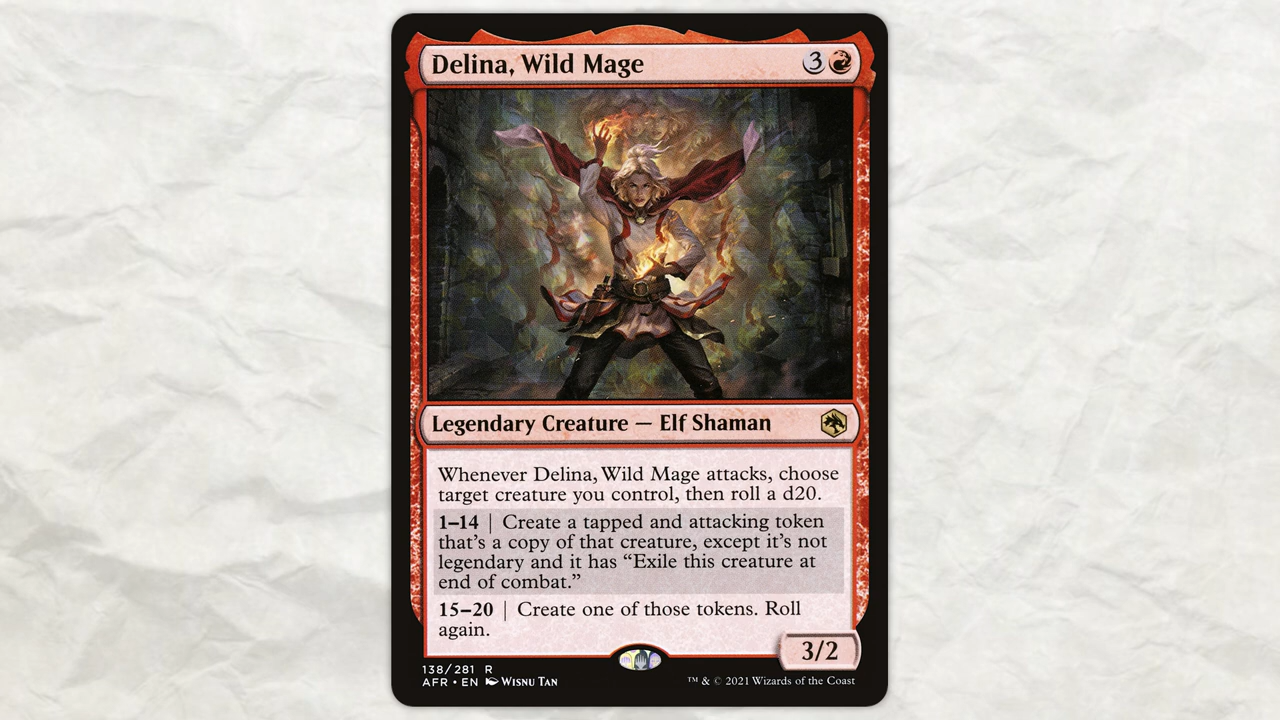 Delina, Wild Mage 3
Legendary Creature — Elf Shaman
Whenever Delina, Wild Mage attacks, choose
target creature you control, then roll a d20.
1–14 | Create a tapped and attacking token
that's a copy of that creature, except it's not
legendary and it has “Exile this creature at
end of combat.”
15–20 | Create one of those tokens. Roll
again.
3/2
138/281 R
AFR • EN Wisnu Tan
™ & © 2021 Wizards of the Coast